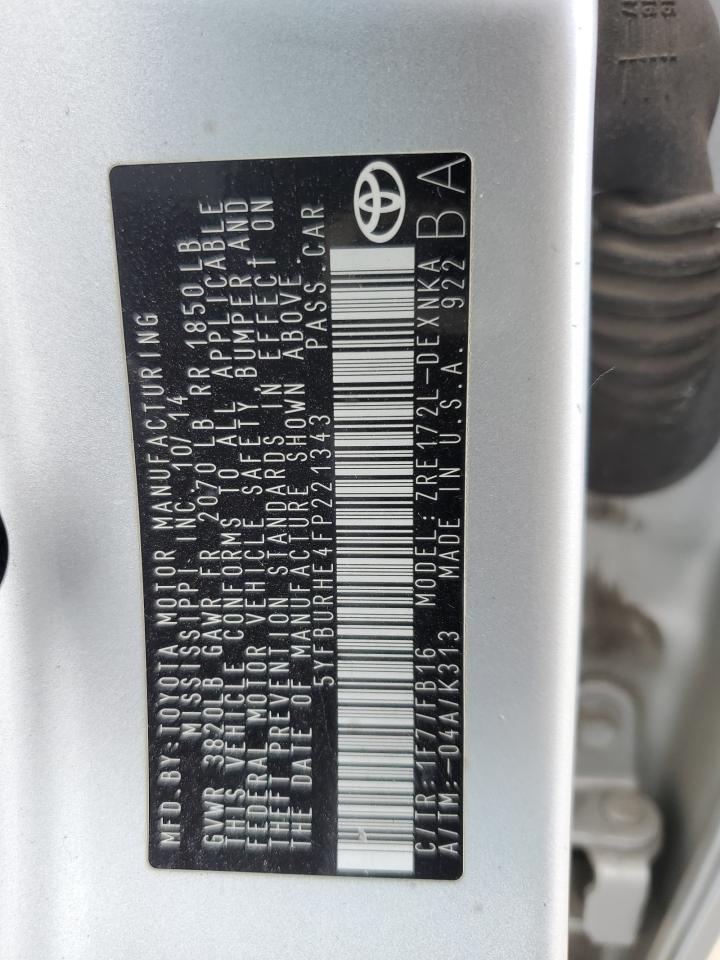 MFD.BY:TOYOTA MOTOR MANUFACTURING
MISSISSIPPI INC.10/14
GVWR 3820LB GAWR FR 2070LB RR 1850LB
THIS VEHICLE CONFORMS TO ALL APPLICABLE
FEDERAL MOTOR VEHICLE SAFETY BUMPER AND
THEFT PREVENTION STANDARDS IN EFFECT ON
THE DATE OF MANUFACTURE SHOWN ABOVE.
5YFBURHE4FP221343 PASS.CAR
C/TR:1F7/FB16 MODEL:ZRE172L-DEXNKA
A/TM:-04A/K313 MADE IN U.S.A. 922 BA